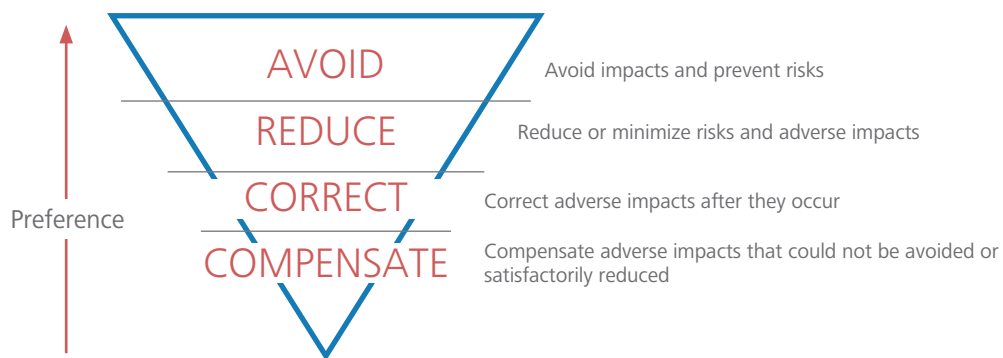 AVOID
Avoid impacts and prevent risks
REDUCE
Reduce or minimize risks and adverse impacts
CORRECT
Correct adverse impacts after they occur
Preference
COMPENSATE
Compensate adverse impacts that could not be avoided or
satisfactorily reduced